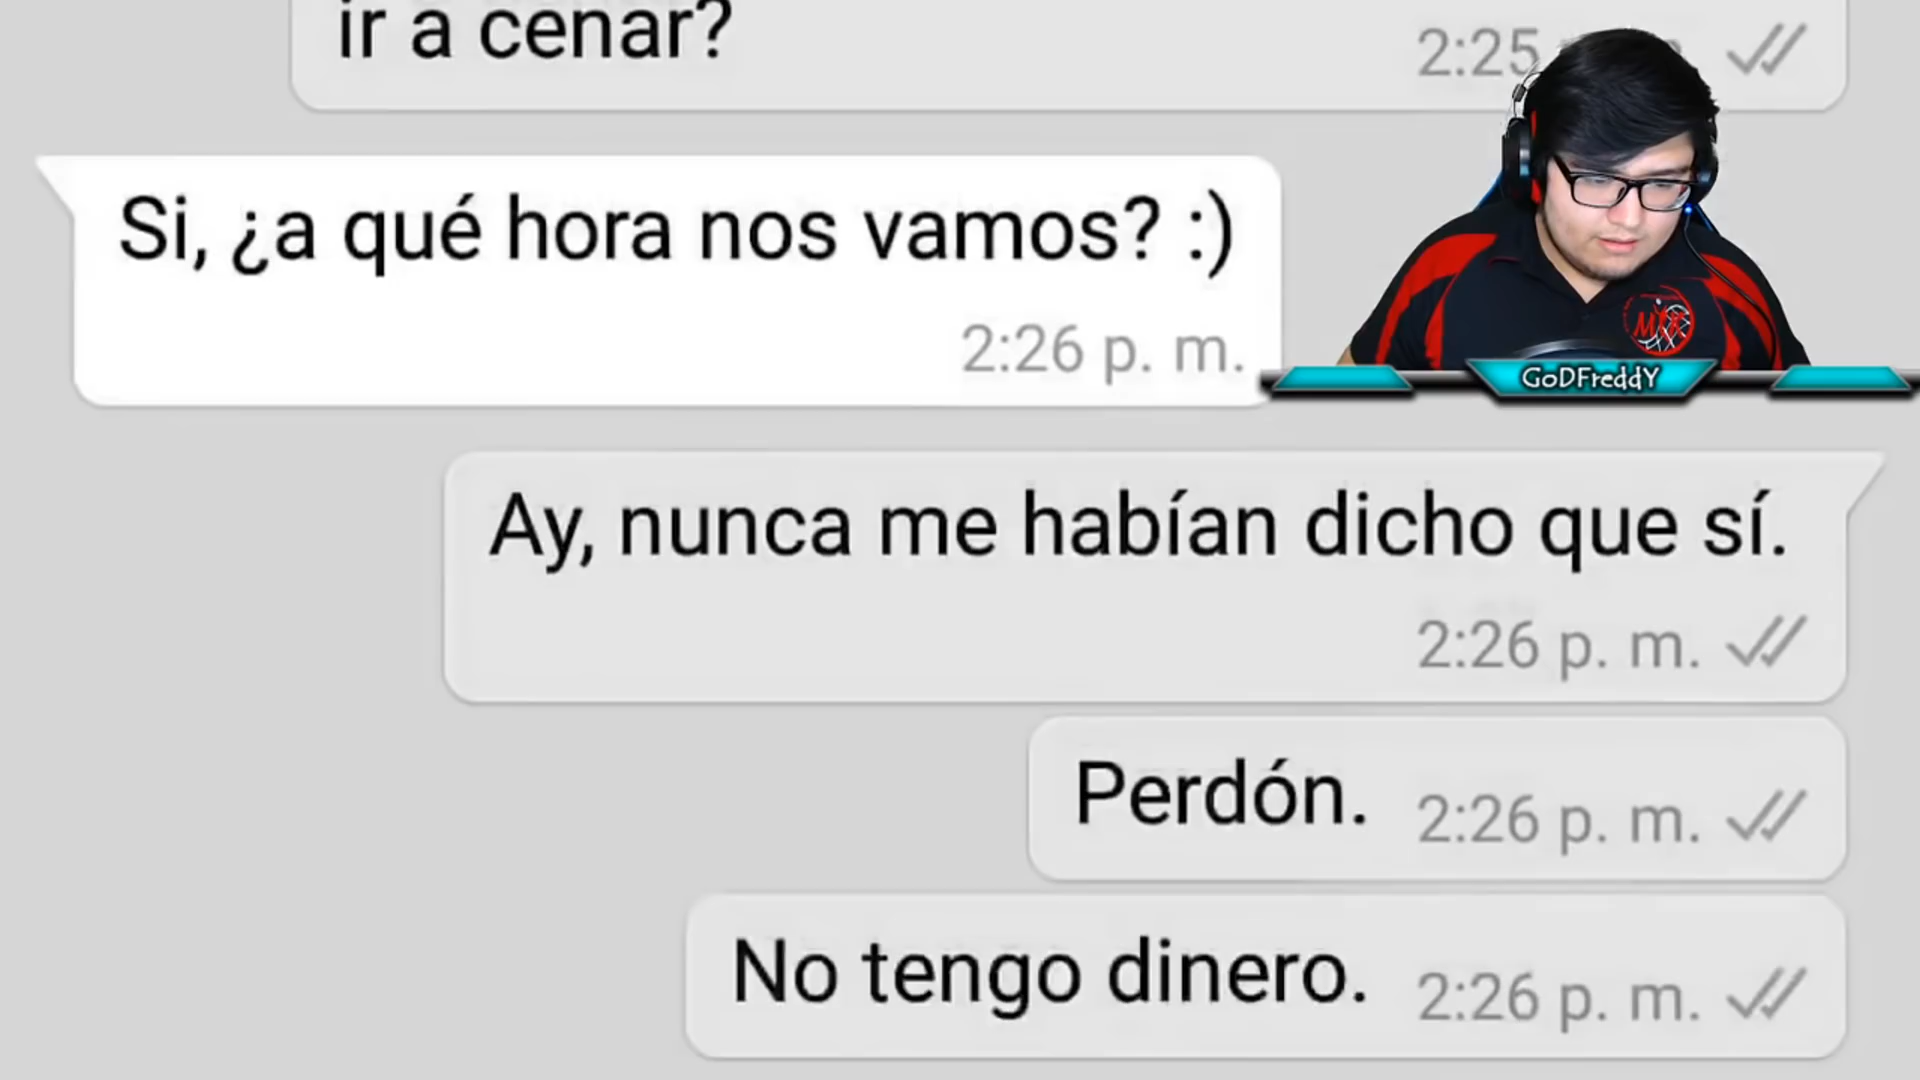 ir a cenar?
2:25
Si, ¿a qué hora nos vamos? :)
2:26 p. m.
GoDFreddY
Ay, nunca me habían dicho que sí.
2:26 p. m.
Perdón. 2:26 p. m.
No tengo dinero. 2:26 p. m.